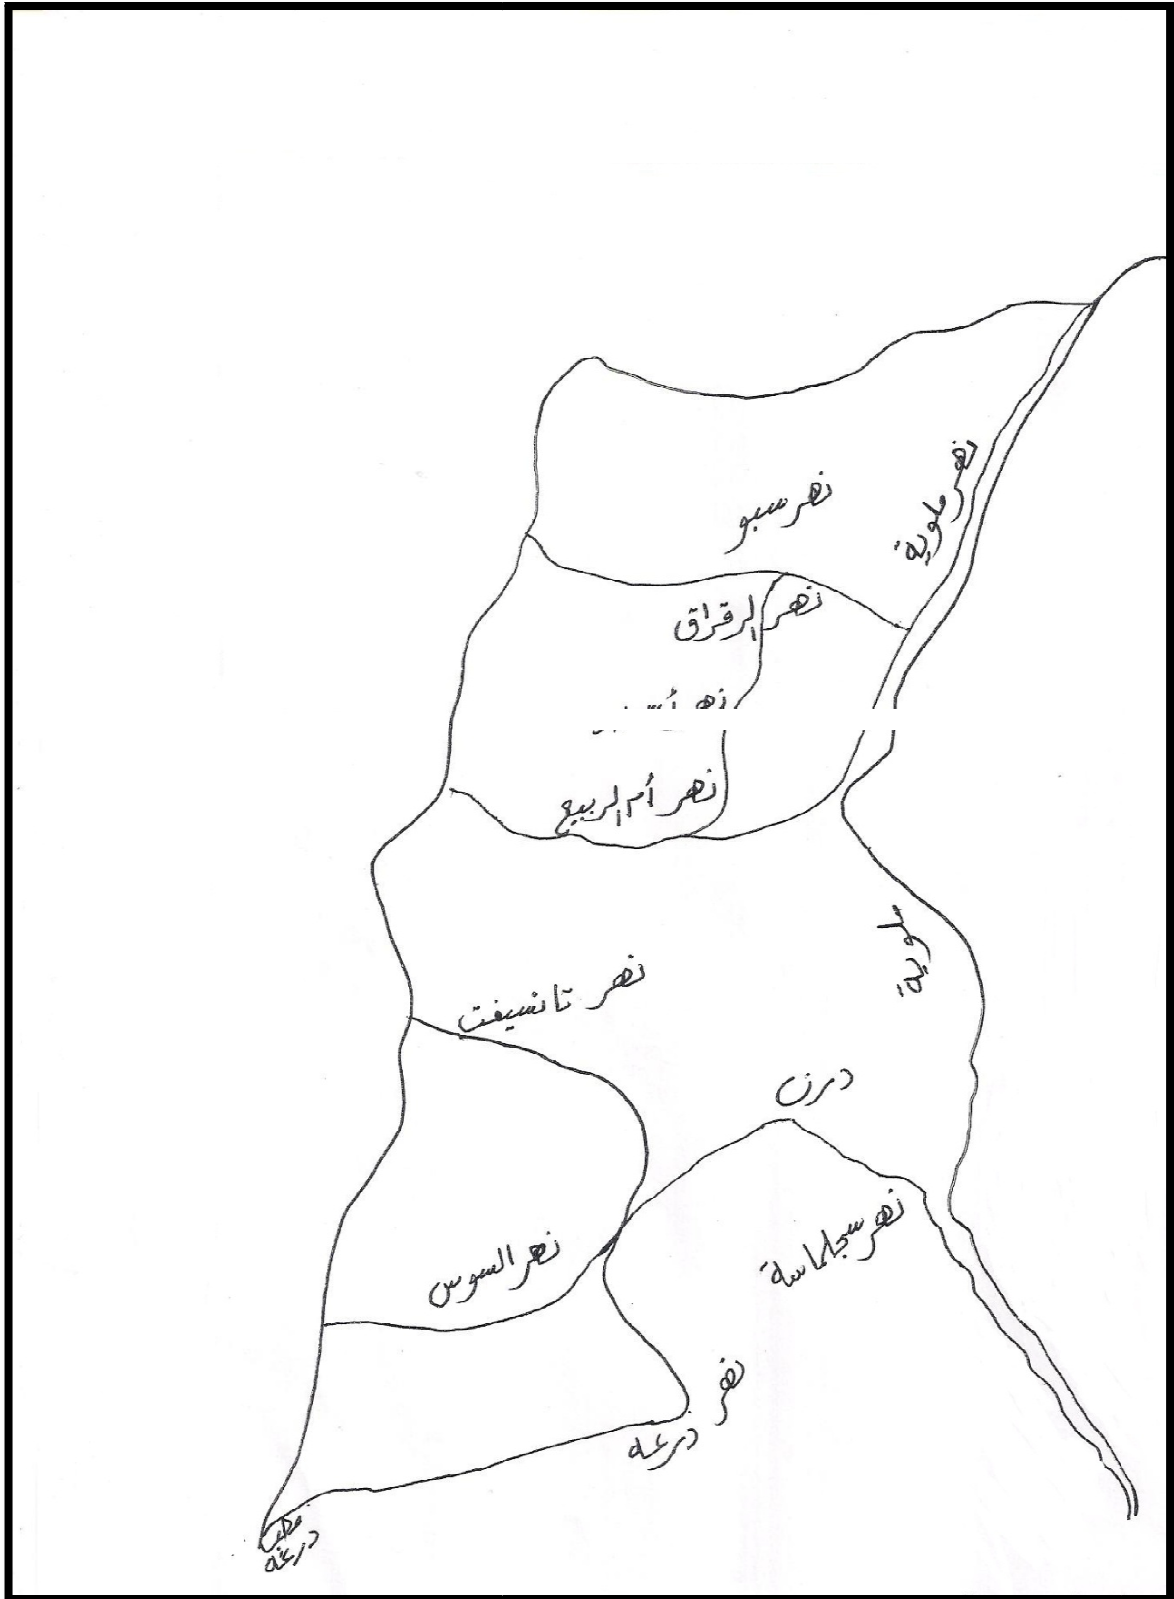 نهر ملوية
نهر سبو
نهر الرقراق
نهر
نهر أم الربيع
ملوية
نهر تانسيفت
درن
نهر سجلماسة
نهر السوس
نهر
درعة
درعة